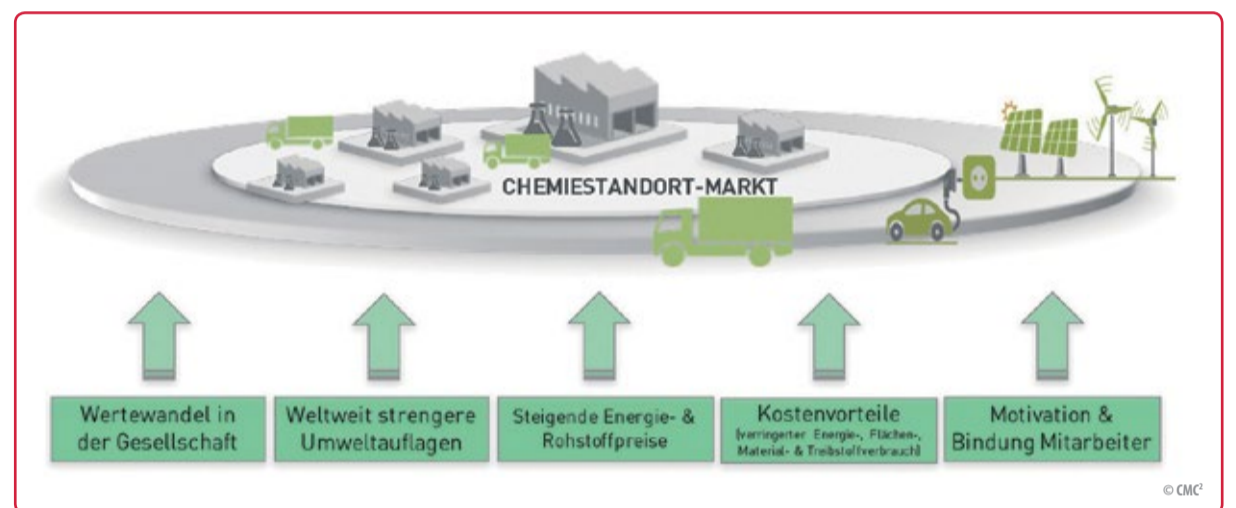 CHEMIESTANDORT-MARKT
Wertewandel in
der Gesellschaft
Weltweit strengere
Umweltauflagen
Steigende Energie- &
Rohstoffpreise
Kostenvorteile
(verringerter Energie-, Flächen-,
Material- & Treibstoffverbrauch)
Motivation &
Bindung Mitarbeiter
© CMC²